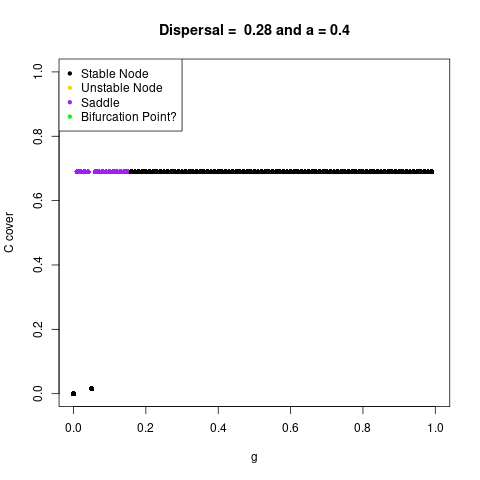 Dispersal =  0.28 and a = 0.4
Stable Node
Unstable Node
Saddle
Bifurcation Point?
1.0
0.8
0.6
0.4
0.2
0.0
C cover
0.0 0.2 0.4 0.6 0.8 1.0
g